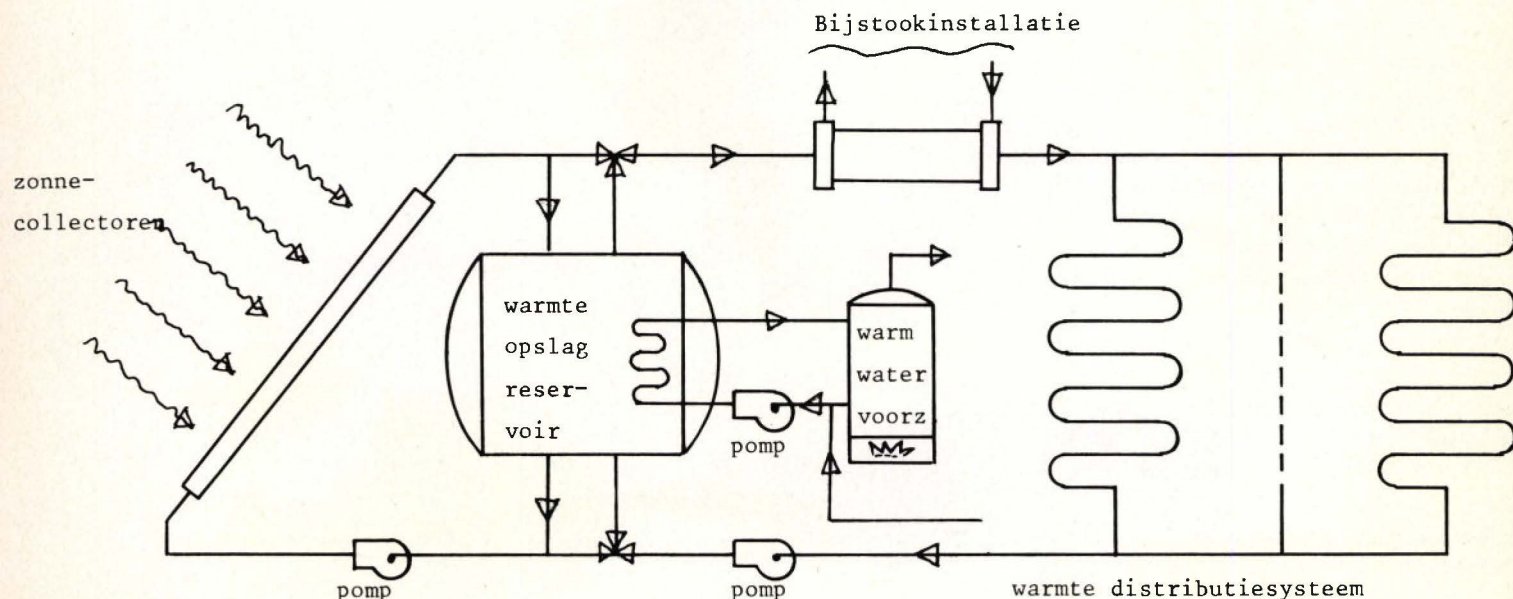 Bijstookinstallatie
zonne-
collectoren
warmte
opslag
reser-
voir
warm
water
voorz
pomp
pomp
pomp
warmte distributiesysteem